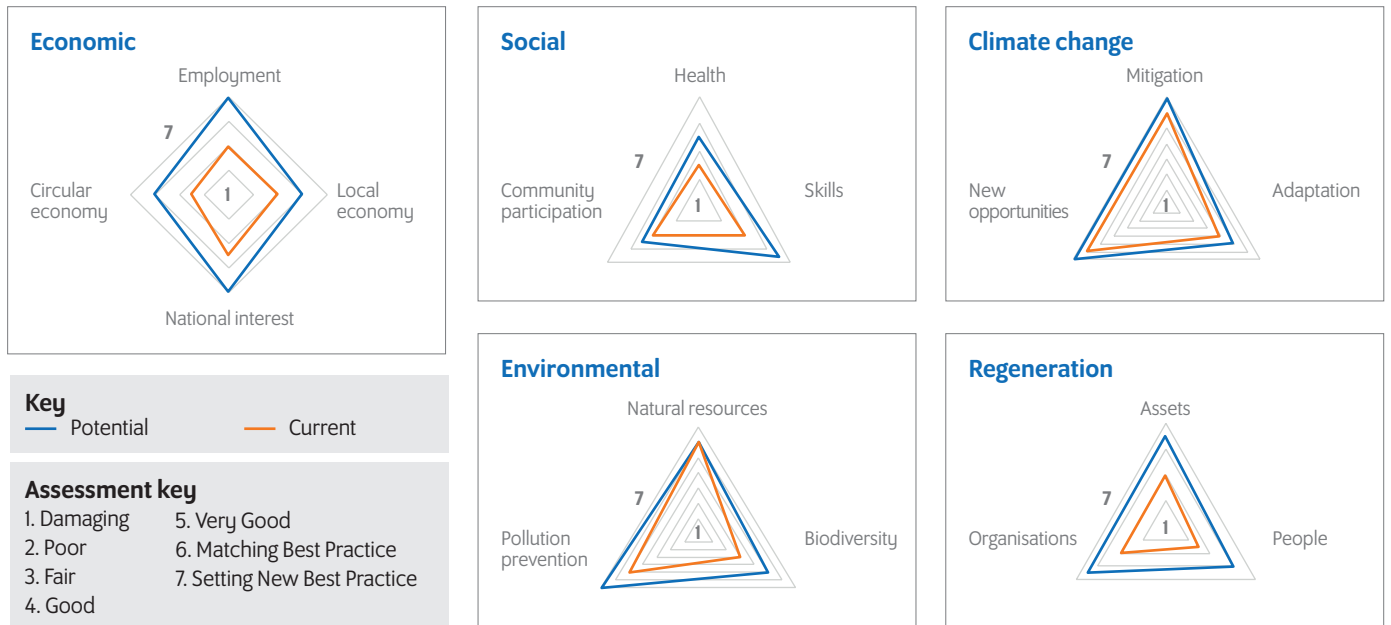 Economic
Employment
7
Circular
economy
1
Local
economy
National interest
Social
Health
7
Community
participation
1
Skills
Climate change
Mitigation
7
New
opportunities
1
Adaptation
Key
Potential
Current
Assessment key
1. Damaging
2. Poor
3. Fair
4. Good
5. Very Good
6. Matching Best Practice
7. Setting New Best Practice
Environmental
Natural resources
7
Pollution
prevention
1
Biodiversity
Regeneration
Assets
7
Organisations
1
People